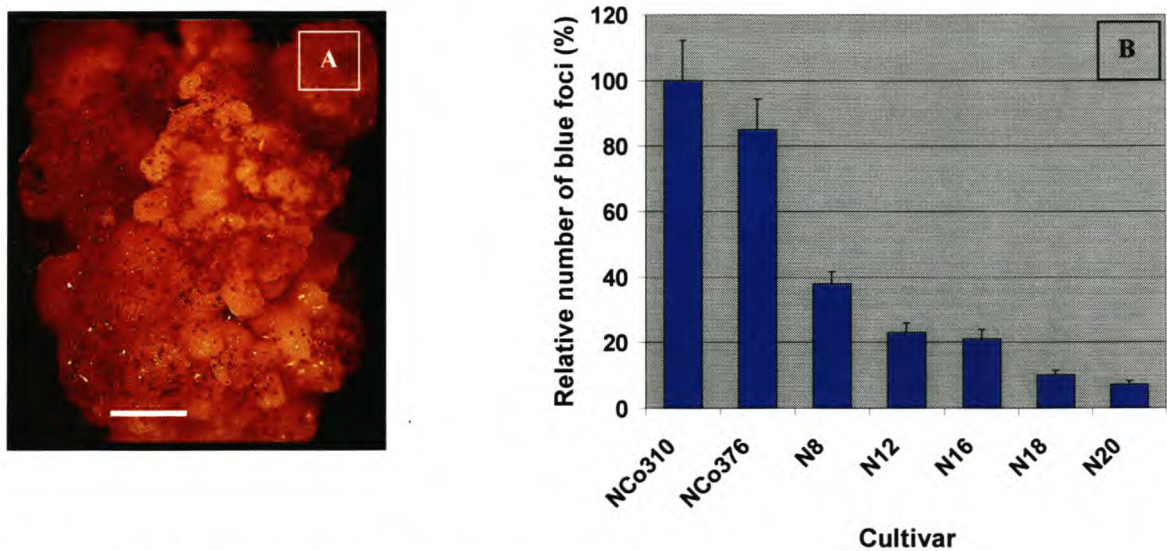 A
B
Relative number of blue foci (%)
120
100
80
60
40
20
0
NCo310
NCo376
N8
N12
N16
N18
N20
Cultivar